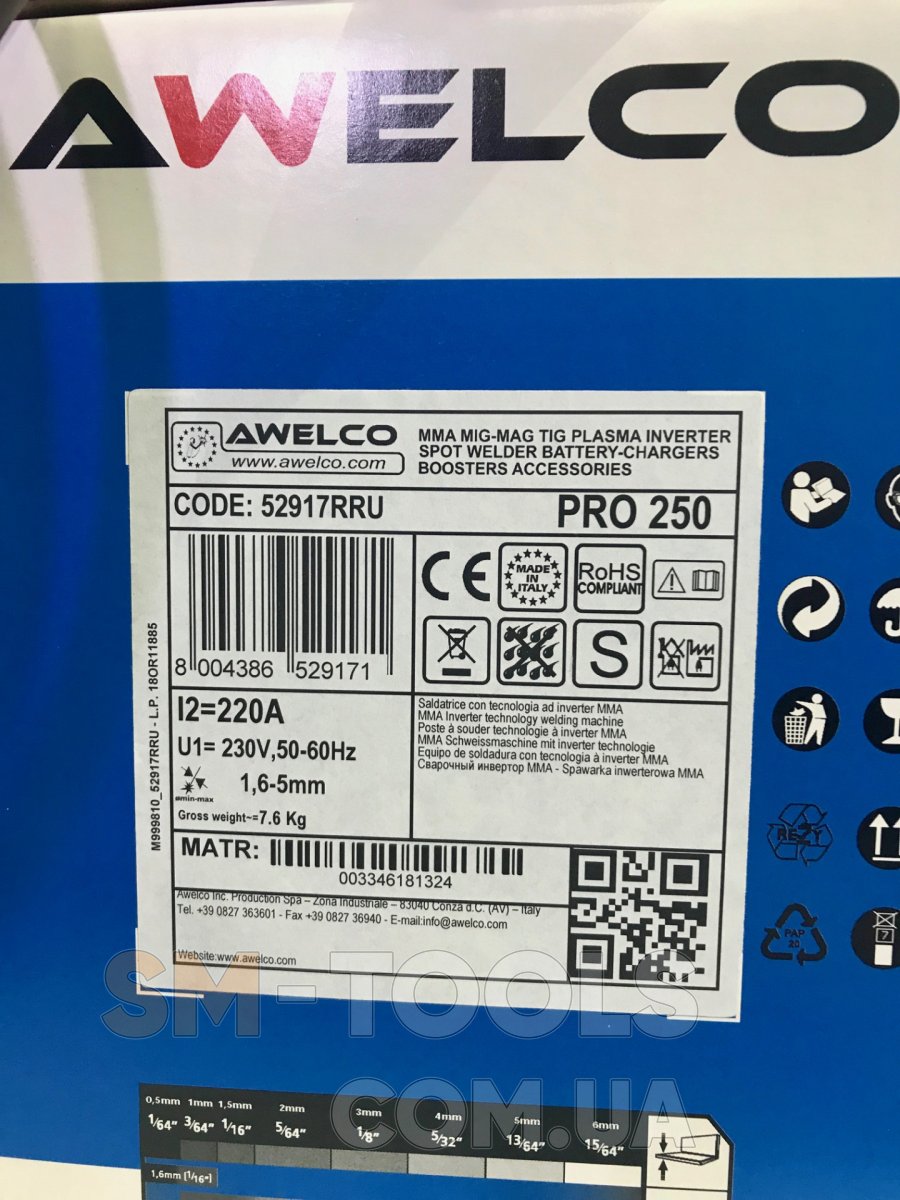 AWELCO
AWELCO
www.awelco.com
MMA MIG-MAG TIG PLASMA INVERTER
SPOT WELDER BATTERY-CHARGERS
BOOSTERS ACCESSORIES
CODE: 52917RRU
PRO 250
8 004386 529171
CE
MADE
IN
ITALY
RoHS
COMPLIANT
S
M999810_52917RRU - L.P. 18OR11885
I2=220A
U1= 230V,50-60Hz
ømin-max
1,6-5mm
Gross weight~=7.6 Kg
Saldatrice con tecnologia ad inverter MMA
MMA Inverter technology welding machine
Poste à souder technologie à inverter MMA
MMA Schweissmaschine mit inverter technologie
Equipo de soldadura con tecnologia a inverter MMA
Сварочный инвертор MMA - Spawarka inwerterowa MMA
MATR:
003346181324
Awelco Inc. Production Spa – Zona Industriale – 83040 Conza d.C. (AV) – Italy
Tel. +39 0827 363601 - Fax +39 0827 36940 - E-mail:info@awelco.com
Website:www.awelco.com
REZY
PAP
20
7
SM-TOOLS
COM.UA
0,5mm 1mm 1,5mm 2mm 3mm 4mm 5mm 6mm
1/64" 3/64" 1/16" 5/64" 1/8" 5/32" 13/64" 15/64"
1,6mm [1/16"]